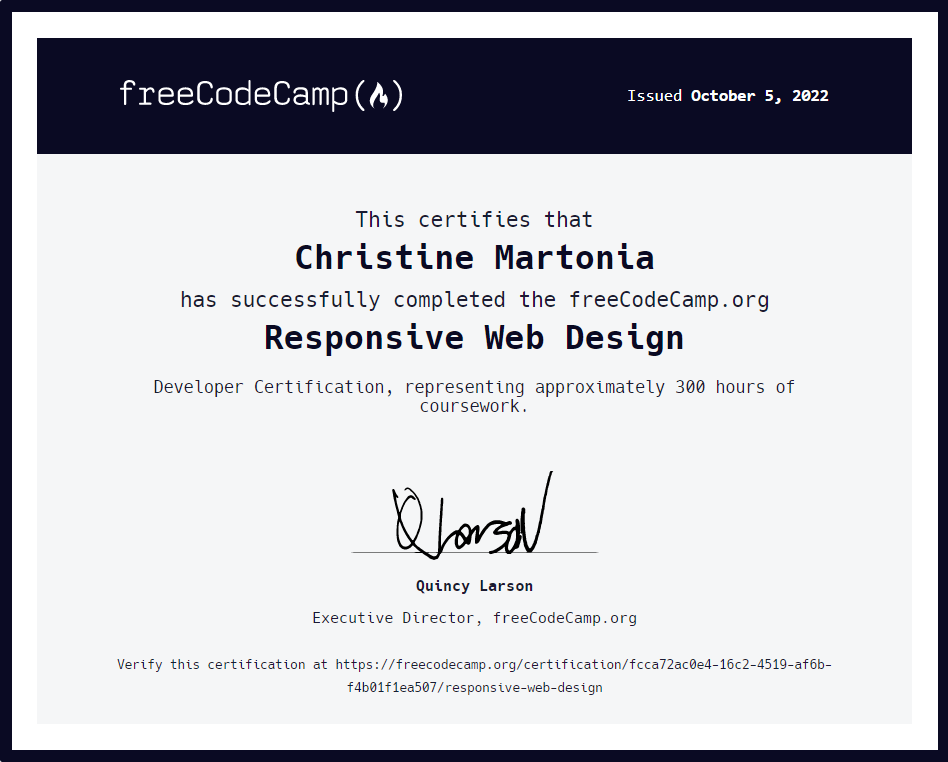 freeCodeCamp
Issued October 5, 2022
This certifies that
Christine Martonia
has successfully completed the freeCodeCamp.org
Responsive Web Design
Developer Certification, representing approximately 300 hours of
coursework.
Q Larson
Quincy Larson
Executive Director, freeCodeCamp.org
Verify this certification at https://freecodecamp.org/certification/fcca72ac0e4-16c2-4519-af6b-
f4b01f1ea507/responsive-web-design